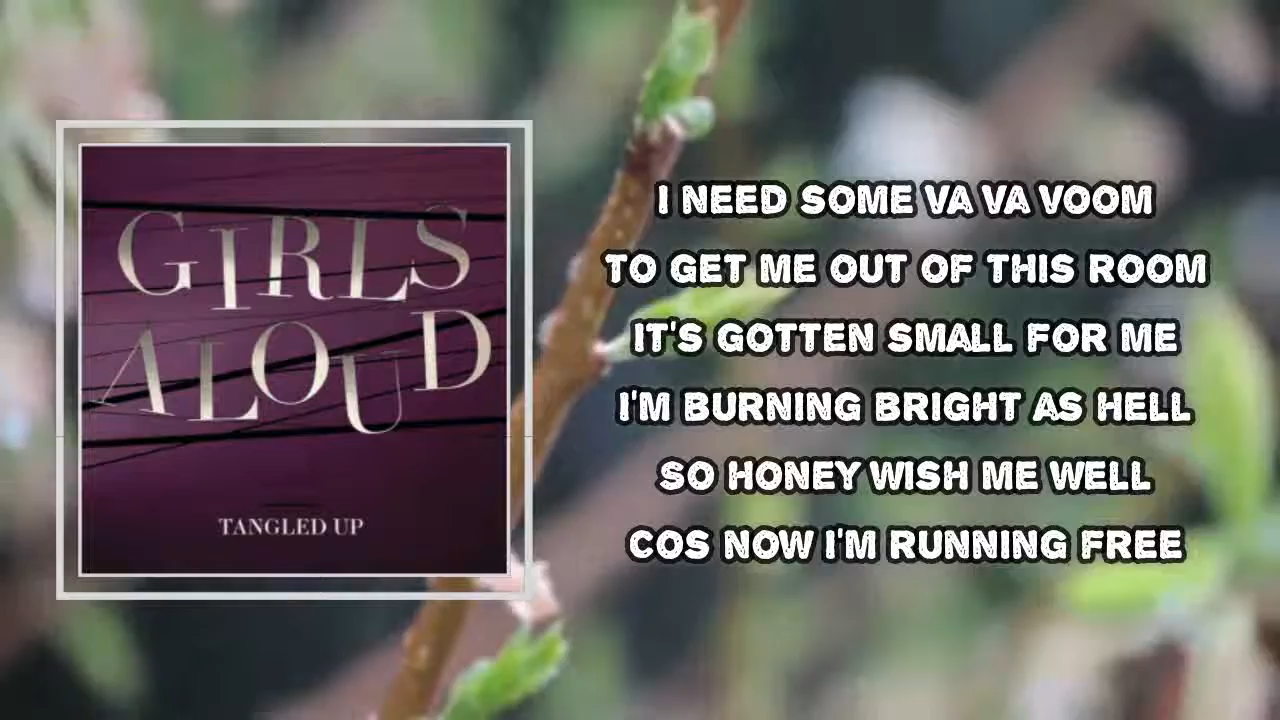 GIRLS
ALOUD
TANGLED UP
I NEED SOME VA VA VOOM
TO GET ME OUT OF THIS ROOM
IT'S GOTTEN SMALL FOR ME
I'M BURNING BRIGHT AS HELL
SO HONEY WISH ME WELL
COS NOW I'M RUNNING FREE